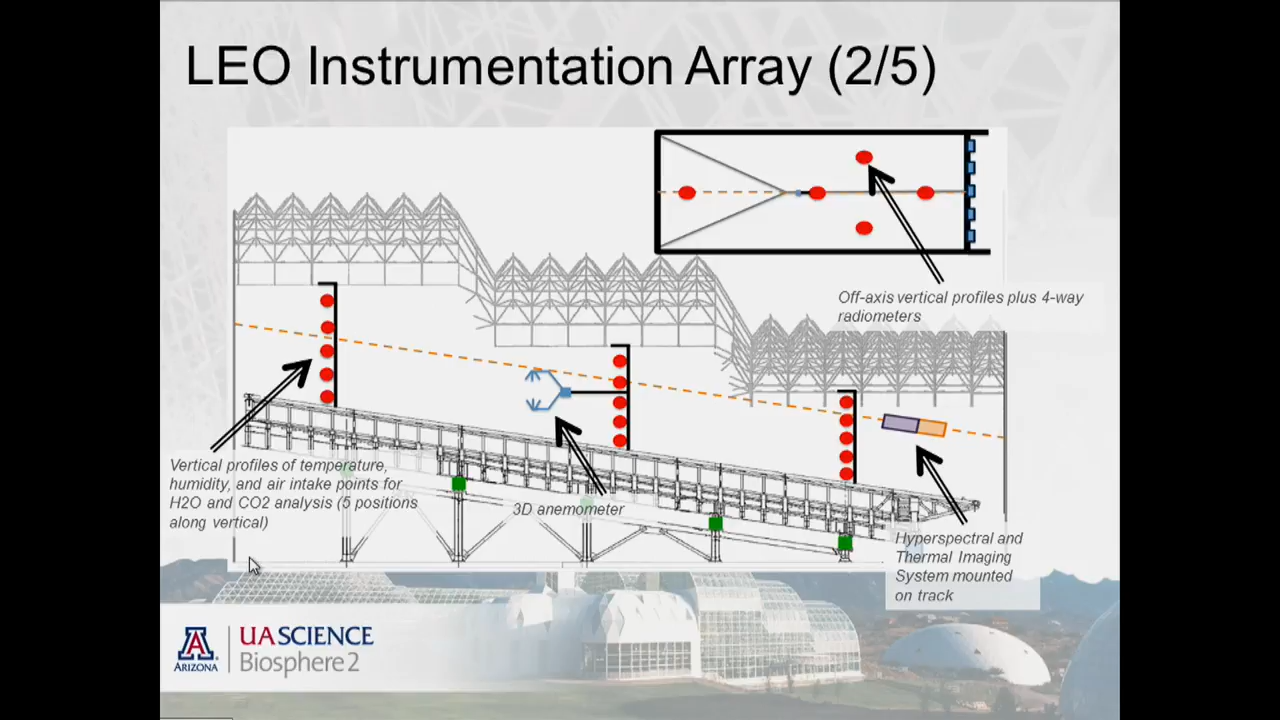 LEO Instrumentation Array (2/5)
Off-axis vertical profiles plus 4-way
radiometers
Vertical profiles of temperature,
humidity, and air intake points for
H2O and CO2 analysis (5 positions
along vertical)
3D anemometer
Hyperspectral and
Thermal Imaging
System mounted
on track
A
ARIZONA
UASCIENCE
Biosphere 2